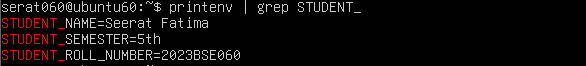 serat060@ubuntu60:~$ printenv | grep STUDENT_
STUDENT_NAME=Seerat Fatima
STUDENT_SEMESTER=5th
STUDENT_ROLL_NUMBER=2023BSE060